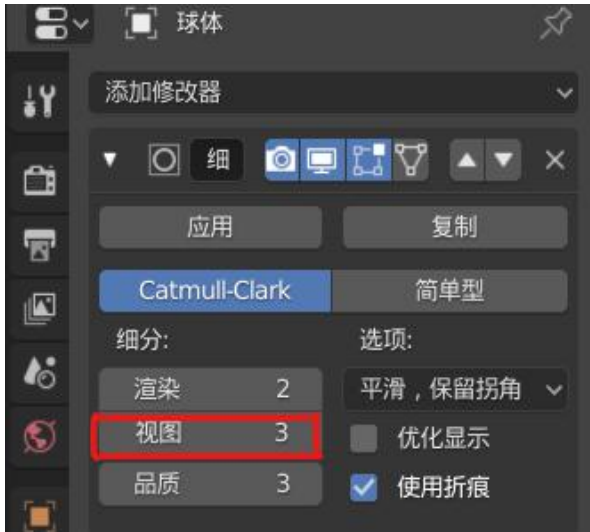 球体
添加修改器
细
应用 复制
Catmull-Clark 简单型
细分: 选项:
渲染 2 平滑，保留拐角
视图 3 优化显示
品质 3 使用折痕